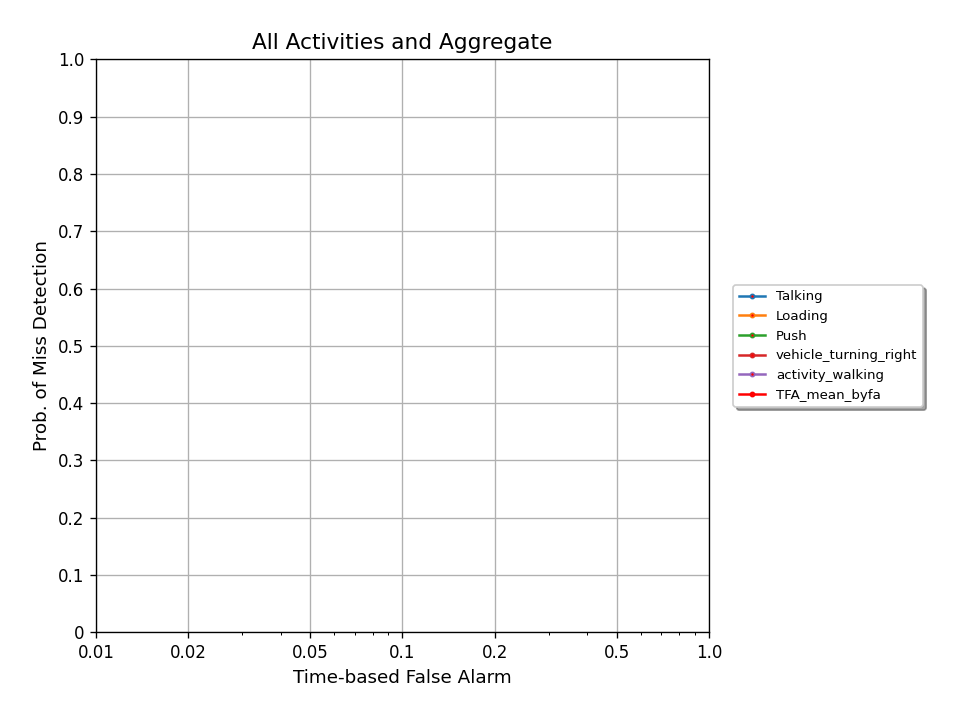 All Activities and Aggregate
1.0
0.9
0.8
0.7
0.6
0.5
0.4
0.3
0.2
0.1
0
Prob. of Miss Detection
0.01 0.02 0.05 0.1 0.2 0.5 1.0
Time-based False Alarm
Talking
Loading
Push
vehicle_turning_right
activity_walking
TFA_mean_byfa